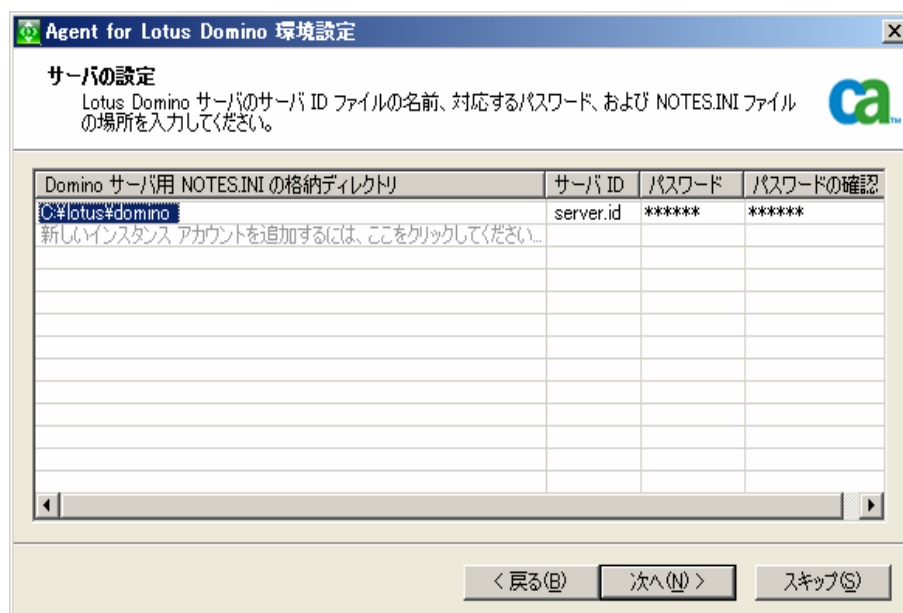 Agent for Lotus Domino 環境設定
サーバの設定
Lotus Domino サーバのサーバ ID ファイルの名前、対応するパスワード、および NOTES.INI ファイル
の場所を入力してください。
ca™
Domino サーバ用 NOTES.INI の格納ディレクトリ サーバ ID パスワード パスワードの確認
C:¥lotus¥domino server.id ****** ******
新しいインスタンス アカウントを追加するには、ここをクリックしてください...
< 戻る(B) 次へ(N) > スキップ(S)